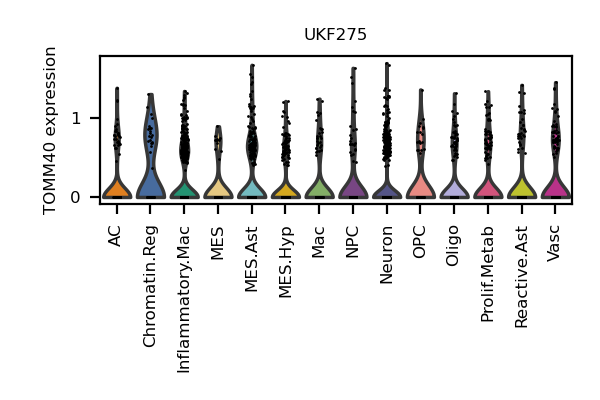 UKF275
TOMM40 expression
1
0
AC
Chromatin.Reg
Inflammatory.Mac
MES
MES.Ast
MES.Hyp
Mac
NPC
Neuron
OPC
Oligo
Prolif.Metab
Reactive.Ast
Vasc